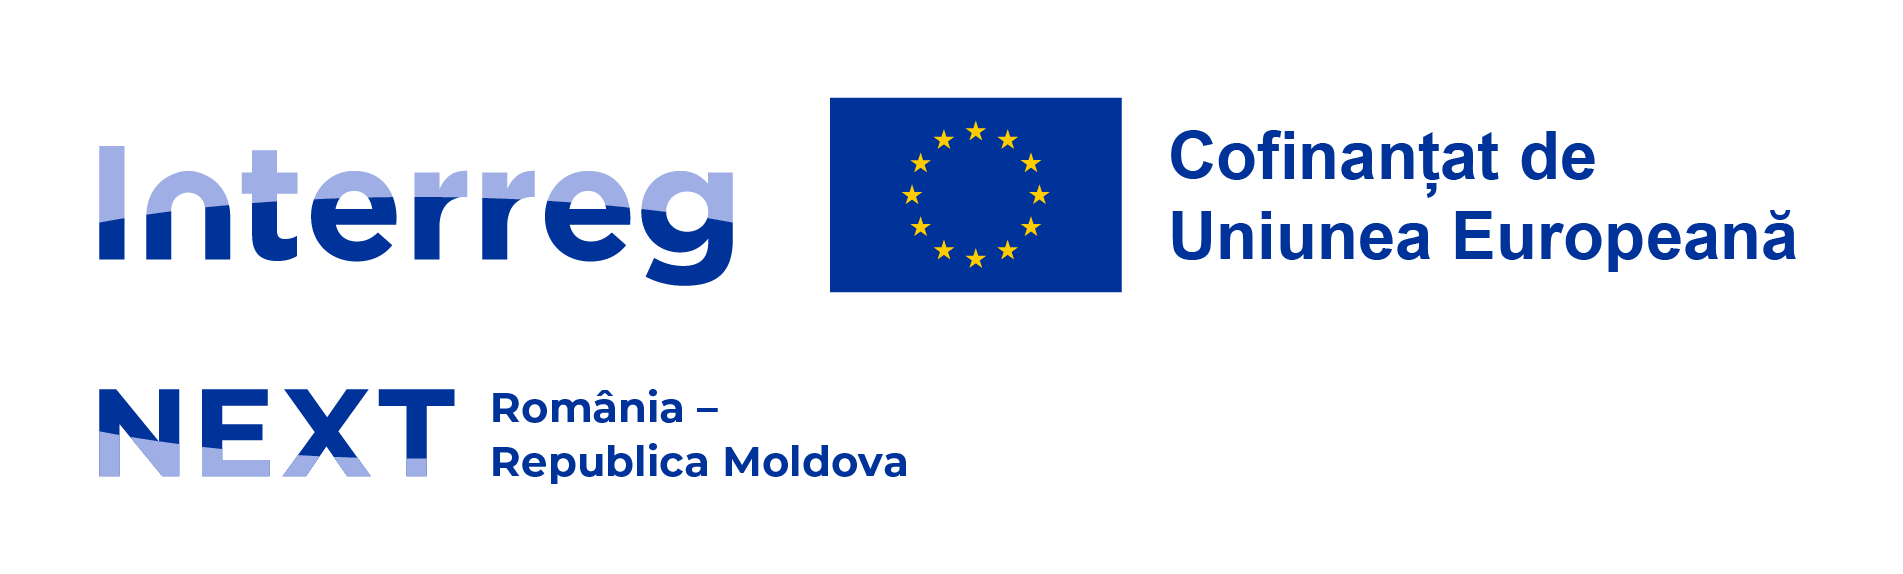 Interreg
Cofinanțat de
Uniunea Europeană
NEXT
România –
Republica Moldova